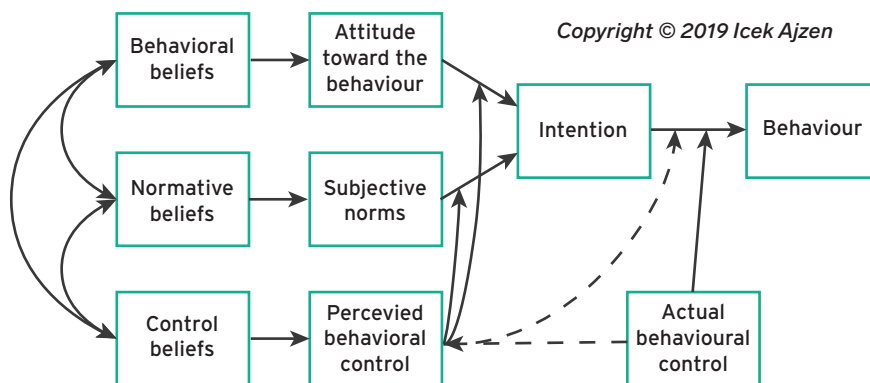 Copyright © 2019 Icek Ajzen
Behavioral
beliefs
Attitude
toward the
behaviour
Intention
Behaviour
Normative
beliefs
Subjective
norms
Control
beliefs
Percevied
behavioral
control
Actual
behavioural
control